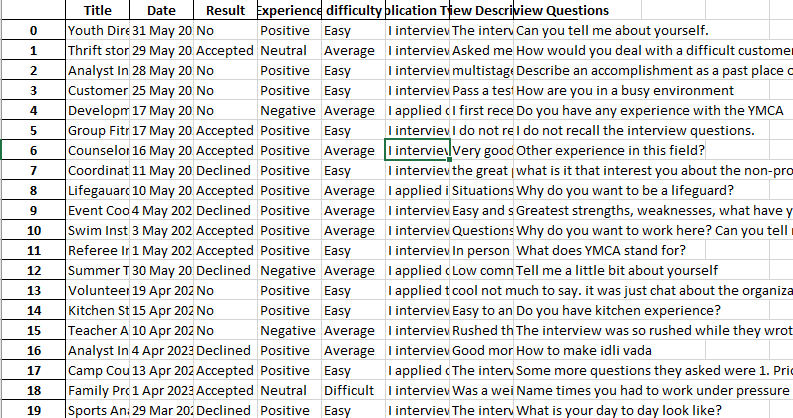 Title Date Result Experience difficulty plication Ty iew Descri view Questions
0 Youth Dire 31 May 20 No Positive Easy I interview The interv Can you tell me about yourself.
1 Thrift stor 29 May 20 Accepted Neutral Average I interview Asked me How would you deal with a difficult custome
2 Analyst In 28 May 20 No Positive Easy I interview multistag Describe an accomplishment as a past place o
3 Customer 25 May 20 No Positive Easy I interview Pass a test How are you in a busy environment
4 Developm 17 May 20 No Negative Average I applied o I first rece Do you have any experience with the YMCA
5 Group Fitr 17 May 20 Accepted Positive Easy I interview I do not re I do not recall the interview questions.
6 Counselor 16 May 20 Accepted Positive Average I interview Very good Other experience in this field?
7 Coordinat 11 May 20 Declined Positive Easy I interview the great what is it that interest you about the non-pro
8 Lifegauard 10 May 20 Accepted Positive Average I applied i Situations Why do you want to be a lifeguard?
9 Event Coo 4 May 202 Declined Positive Average I interview Easy and s Greatest strengths, weaknesses, what have y
10 Swim Inst 3 May 202 Accepted Positive Average I interview Questions Why do you want to work here? Can you tell
11 Referee Ir 1 May 202 Accepted Positive Easy I interview In person What does YMCA stand for?
12 Summer T 30 May 20 Declined Negative Average I applied o Low comn Tell me a little bit about yourself
13 Volunteer 19 Apr 202 No Positive Easy I applied t cool not much to say. it was just chat about the organiza
14 Kitchen St 15 Apr 202 No Positive Easy I interview Easy to an Do you have kitchen experience?
15 Teacher A 10 Apr 202 No Negative Average I interview Rushed th The interview was so rushed while they wrot
16 Analyst In 4 Apr 2023 Declined Positive Average I interview Good mor How to make idli vada
17 Camp Cou 13 Apr 202 Accepted Positive Easy I applied o The interv Some more questions they asked were 1. Pric
18 Family Pro 1 Apr 2023 Accepted Neutral Difficult I interview Was a wei Name times you had to work under pressure
19 Sports Ana 29 Mar 202 Declined Positive Easy I interview The interv What is your day to day look like?